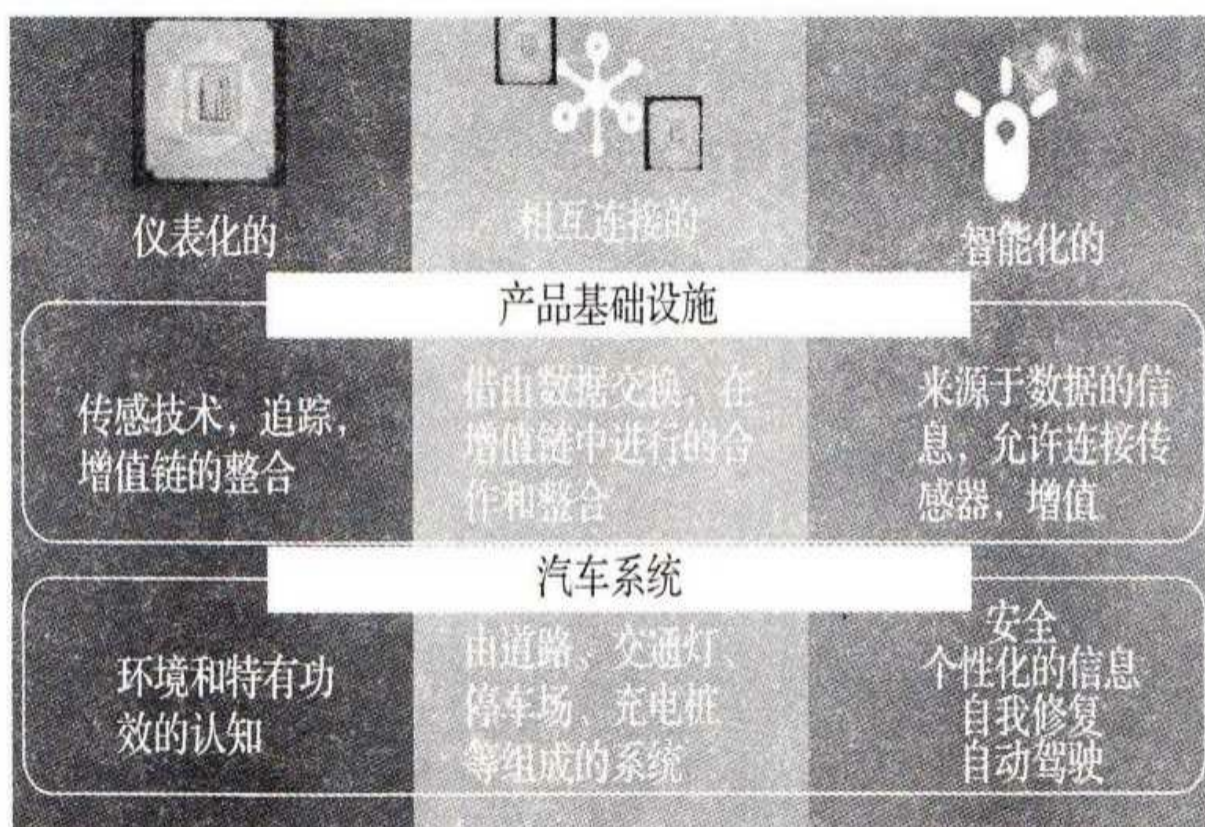 仪表化的
相互连接的
智能化的
产品基础设施
传感技术，追踪，
增值链的整合
借由数据交换，在
增值链中进行的合
作和整合
来源于数据的信
息，允许连接传
感器，增值
汽车系统
环境和特有功
效的认知
由道路、交通灯
停车场、充电桩
等组成的系统
安全
个性化的信息
自我修复
自动驾驶